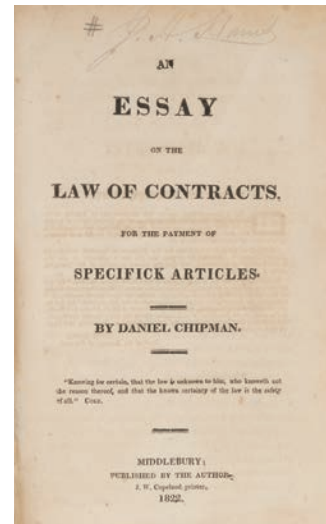 #
AN
ESSAY
ON THE
LAW OF CONTRACTS,
FOR THE PAYMENT OF
SPECIFICK ARTICLES.
BY DANIEL CHIPMAN.
"Knowing for certain, that the law is unknown to him, who knoweth not
the reason thereof, and that the known certainty of the law is the safety
of all." COKE.
MIDDLEBURY:
PUBLISHED BY THE AUTHOR.
J. W. Copeland printer,
1822.